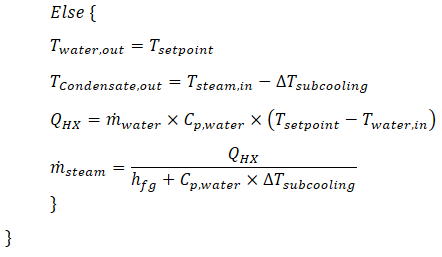 Else {
T_water,out = T_setpoint
T_Condensate,out = T_steam,in − ΔT_subcooling
Q_HX = ṁ_water × C_p,water × (T_setpoint − T_water,in)
ṁ_steam = Q_HX / (h_fg + C_p,water × ΔT_subcooling)
}
}